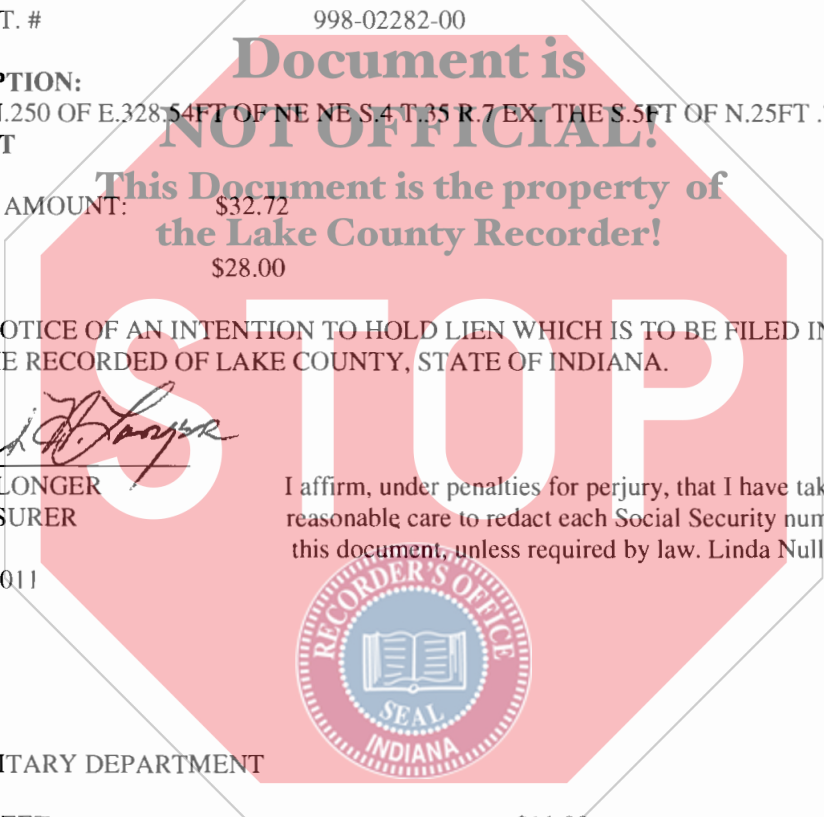 T. # 998-02282-00
Document is
PTION:
.250 OF E.328.54FT OF NE NE S.4 T.35 R.7 EX. THE S.5FT OF N.25FT .
NOT OFFICIAL!
T
This Document is the property of
AMOUNT: $32.72
the Lake County Recorder!
$28.00
OTICE OF AN INTENTION TO HOLD LIEN WHICH IS TO BE FILED IN
E RECORDED OF LAKE COUNTY, STATE OF INDIANA.
STOP
LONGER I affirm, under penalties for perjury, that I have tak
SURER reasonable care to redact each Social Security num
this document, unless required by law. Linda Null
011
RECORDER'S OFFICE
SEAL
INDIANA
ITARY DEPARTMENT